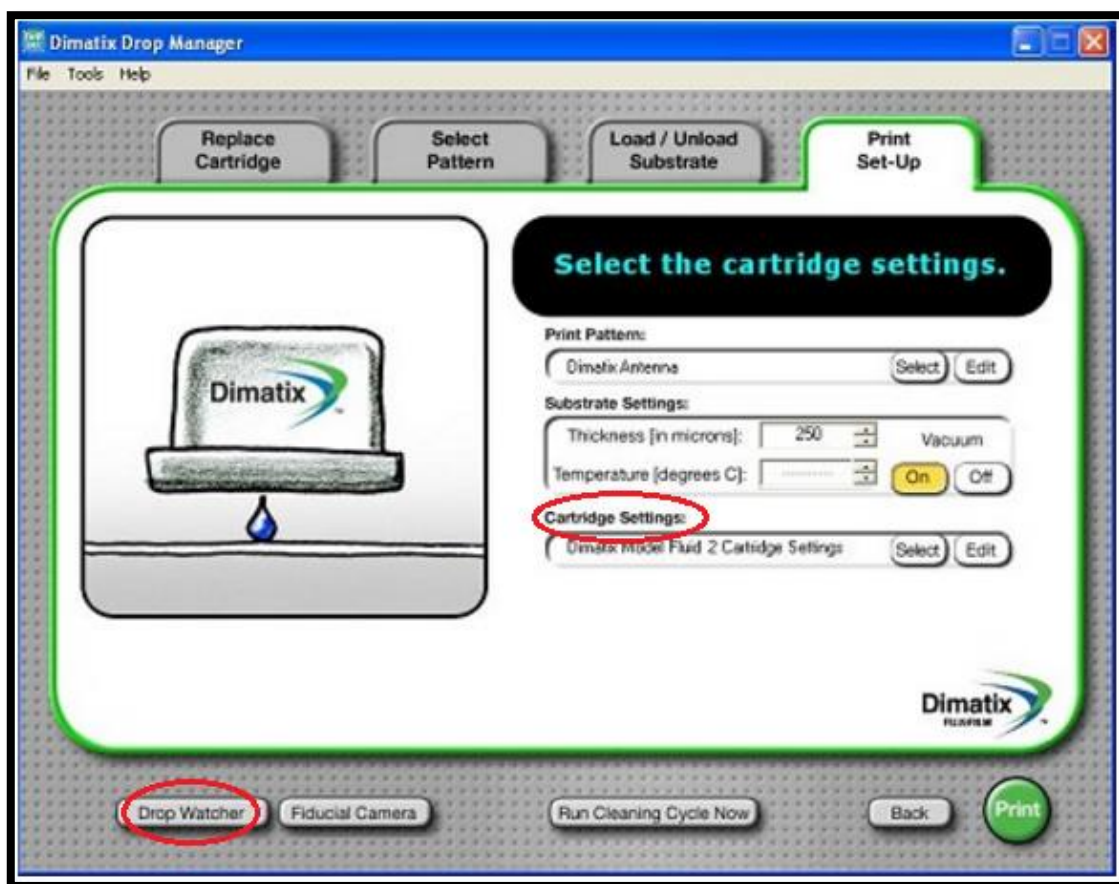 Dimatix Drop Manager
File Tools Help
Replace
Cartridge
Select
Pattern
Load / Unload
Substrate
Print
Set-Up
Dimatix
™
Select the cartridge settings.
Print Pattern:
Dimatix Antenna Select Edit
Substrate Settings:
Thickness [in microns]: 250 Vacuum
Temperature [degrees C]: On Off
Cartridge Settings:
Dimatix Model Fluid 2 Cartridge Settings Select Edit
Dimatix
FUJIFILM
™
Drop Watcher Fiducial Camera Run Cleaning Cycle Now Back Print